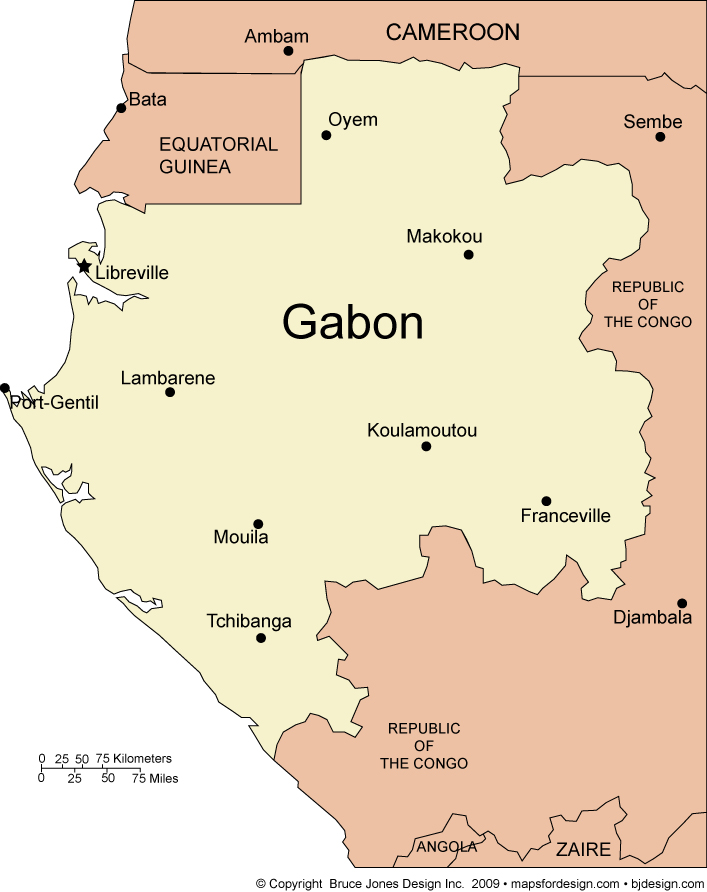 CAMEROON
Ambam
Bata
Oyem
Sembe
EQUATORIAL
GUINEA
Makokou
Libreville
REPUBLIC
OF
THE CONGO
Gabon
Lambarene
Port-Gentil
Koulamoutou
Franceville
Mouila
Djambala
Tchibanga
REPUBLIC
OF
THE CONGO
0 25 50 75 Kilometers
0 25 50 75 Miles
ANGOLA
ZAIRE
© Copyright Bruce Jones Design Inc. 2009 • mapsfordesign.com • bjdesign.com